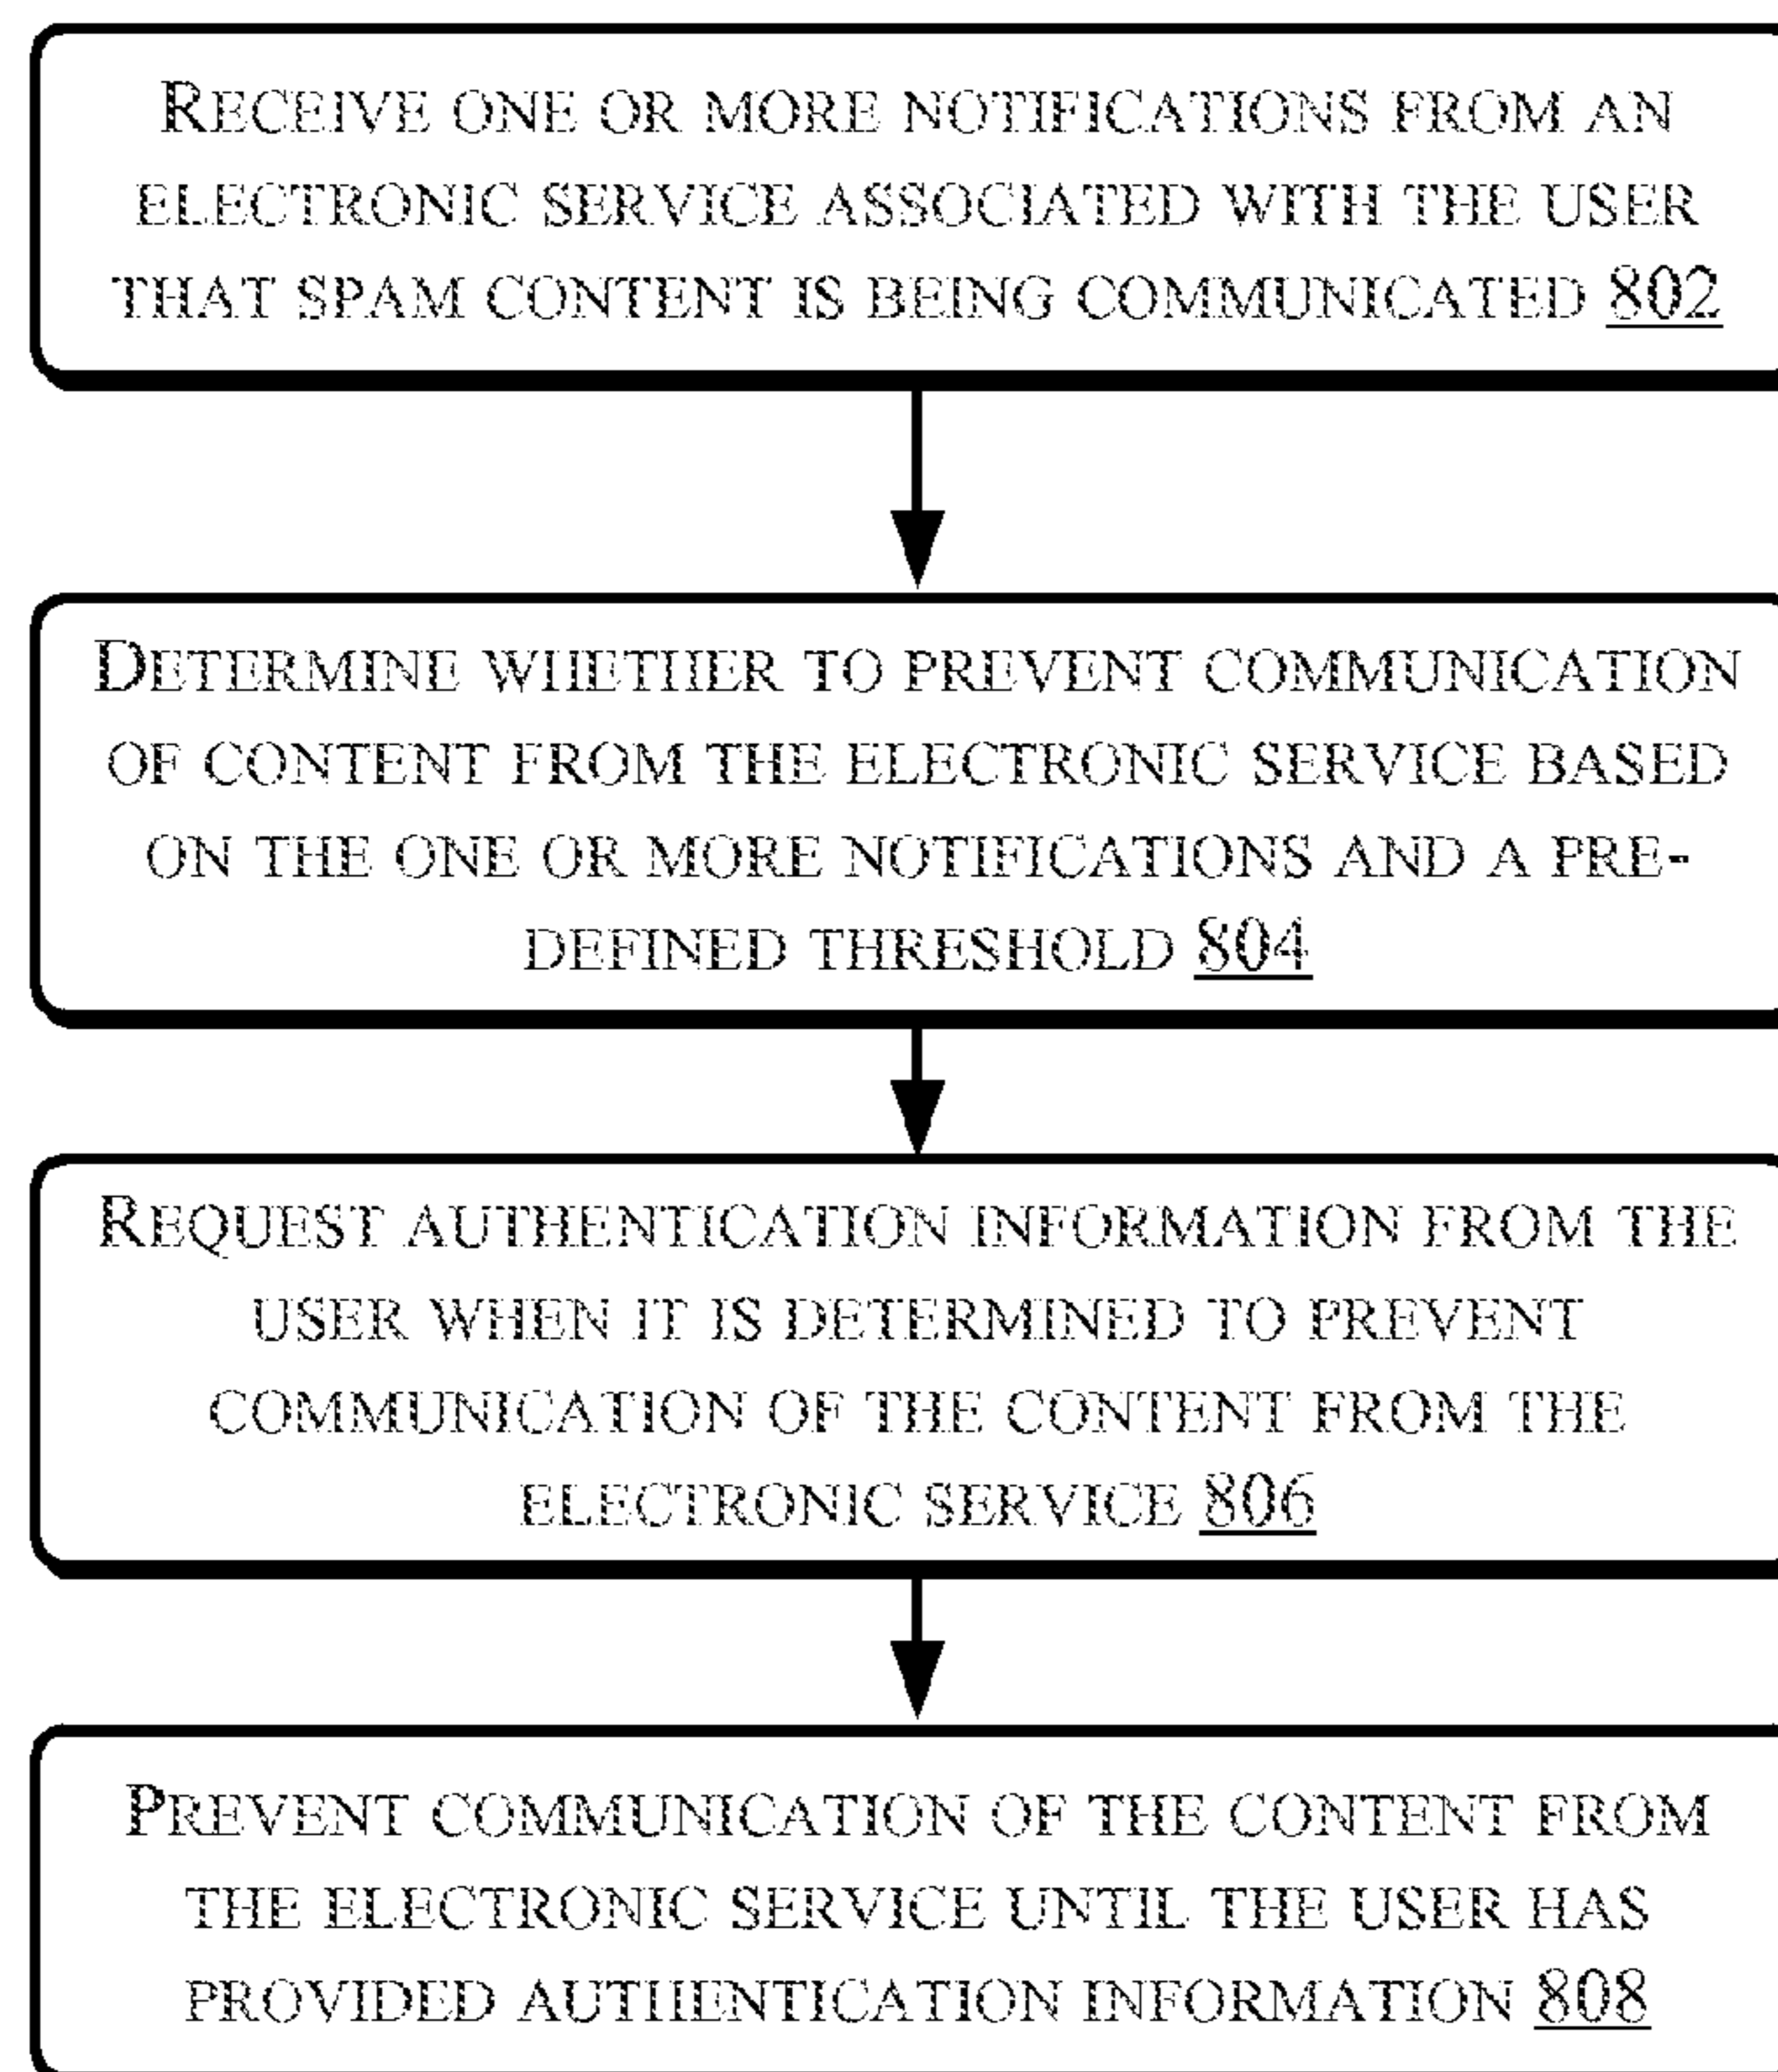 RECEIVE ONE OR MORE NOTIFICATIONS FROM AN
ELECTRONIC SERVICE ASSOCIATED WITH THE USER
THAT SPAM CONTENT IS BEING COMMUNICATED 802
DETERMINE WHETHER TO PREVENT COMMUNICATION
OF CONTENT FROM THE ELECTRONIC SERVICE BASED
ON THE ONE OR MORE NOTIFICATIONS AND A PRE-
DEFINED THRESHOLD 804
REQUEST AUTHENTICATION INFORMATION FROM THE
USER WHEN IT IS DETERMINED TO PREVENT
COMMUNICATION OF THE CONTENT FROM THE
ELECTRONIC SERVICE 806
PREVENT COMMUNICATION OF THE CONTENT FROM
THE ELECTRONIC SERVICE UNTIL THE USER HAS
PROVIDED AUTHENTICATION INFORMATION 808